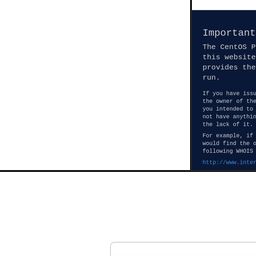 Important
The CentOS P
this website
provides the
run.
If you have issu
the owner of the
you intended to
not have anythin
the lack of it.
For example, if
would find the o
following WHOIS
http://www.inter